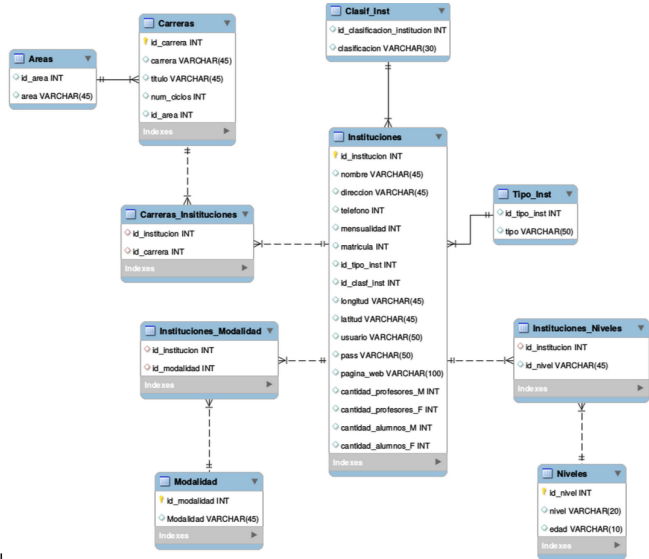 Carreras
id_carrera INT
carrera VARCHAR(45)
titulo VARCHAR(45)
num_ciclos INT
id_area INT
Indexes
Areas
id_area INT
area VARCHAR(45)
Clasif_Inst
id_clasificacion_institucion INT
clasificacion VARCHAR(30)
Instituciones
id_institucion INT
nombre VARCHAR(45)
direccion VARCHAR(45)
telefono INT
mensualidad INT
matricula INT
id_tipo_inst INT
id_clasf_inst INT
longitud VARCHAR(45)
latitud VARCHAR(45)
usuario VARCHAR(50)
pass VARCHAR(50)
pagina_web VARCHAR(100)
cantidad_profesores_M INT
cantidad_profesores_F INT
cantidad_alumnos_M INT
cantidad_alumnos_F INT
Indexes
Tipo_Inst
id_tipo_inst INT
tipo VARCHAR(50)
Carreras_Insitituciones
id_institucion INT
id_carrera INT
Indexes
Instituciones_Modalidad
id_institucion INT
id_modalidad INT
Indexes
Instituciones_Niveles
id_institucion INT
id_nivel VARCHAR(45)
Indexes
Modalidad
id_modalidad INT
Modalidad VARCHAR(45)
Indexes
Niveles
id_nivel INT
nivel VARCHAR(20)
edad VARCHAR(10)
Indexes